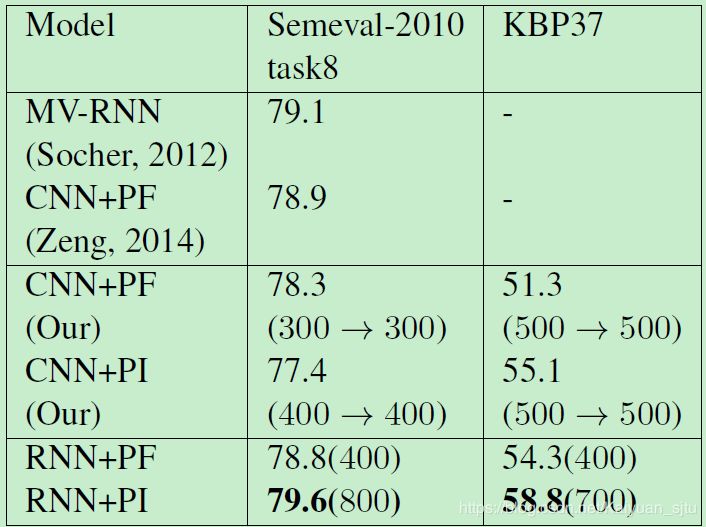 Model Semeval-2010 KBP37
task8
MV-RNN 79.1 -
(Socher, 2012)
CNN+PF 78.9 -
(Zeng, 2014)
CNN+PF 78.3 51.3
(Our) (300 → 300) (500 → 500)
CNN+PI 77.4 55.1
(Our) (400 → 400) (500 → 500)
RNN+PF 78.8(400) 54.3(400)
RNN+PI 79.6(800) 58.8(700)